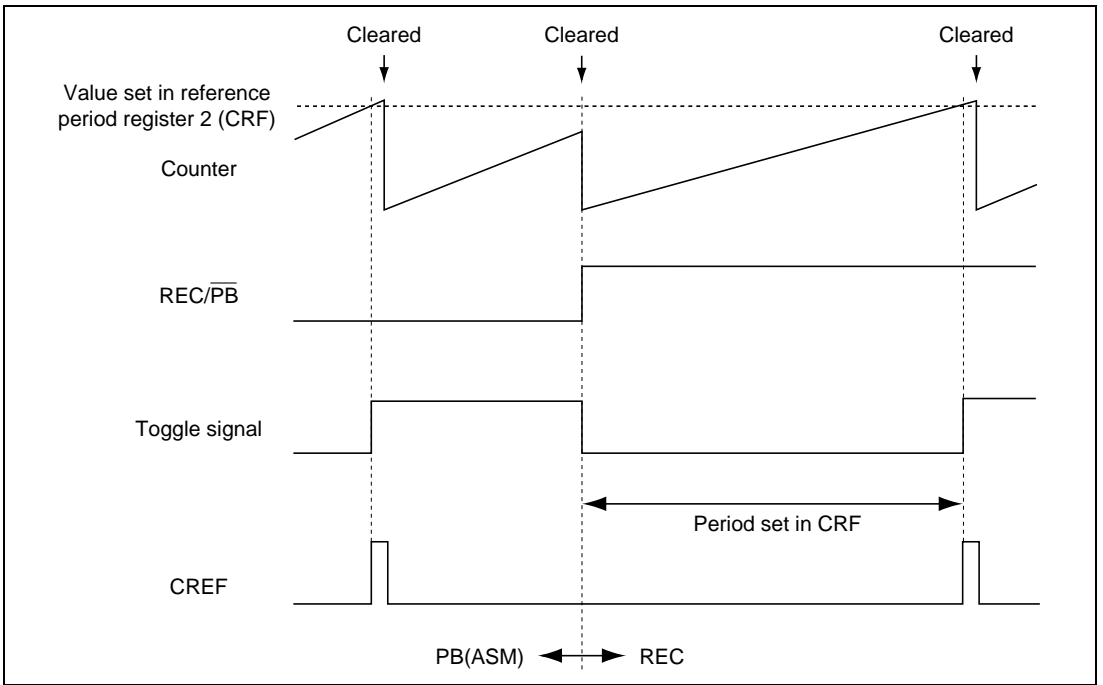 Cleared Cleared Cleared
Value set in reference
period register 2 (CRF)
Counter
REC/P̅B̅
Toggle signal
Period set in CRF
CREF
PB(ASM) REC